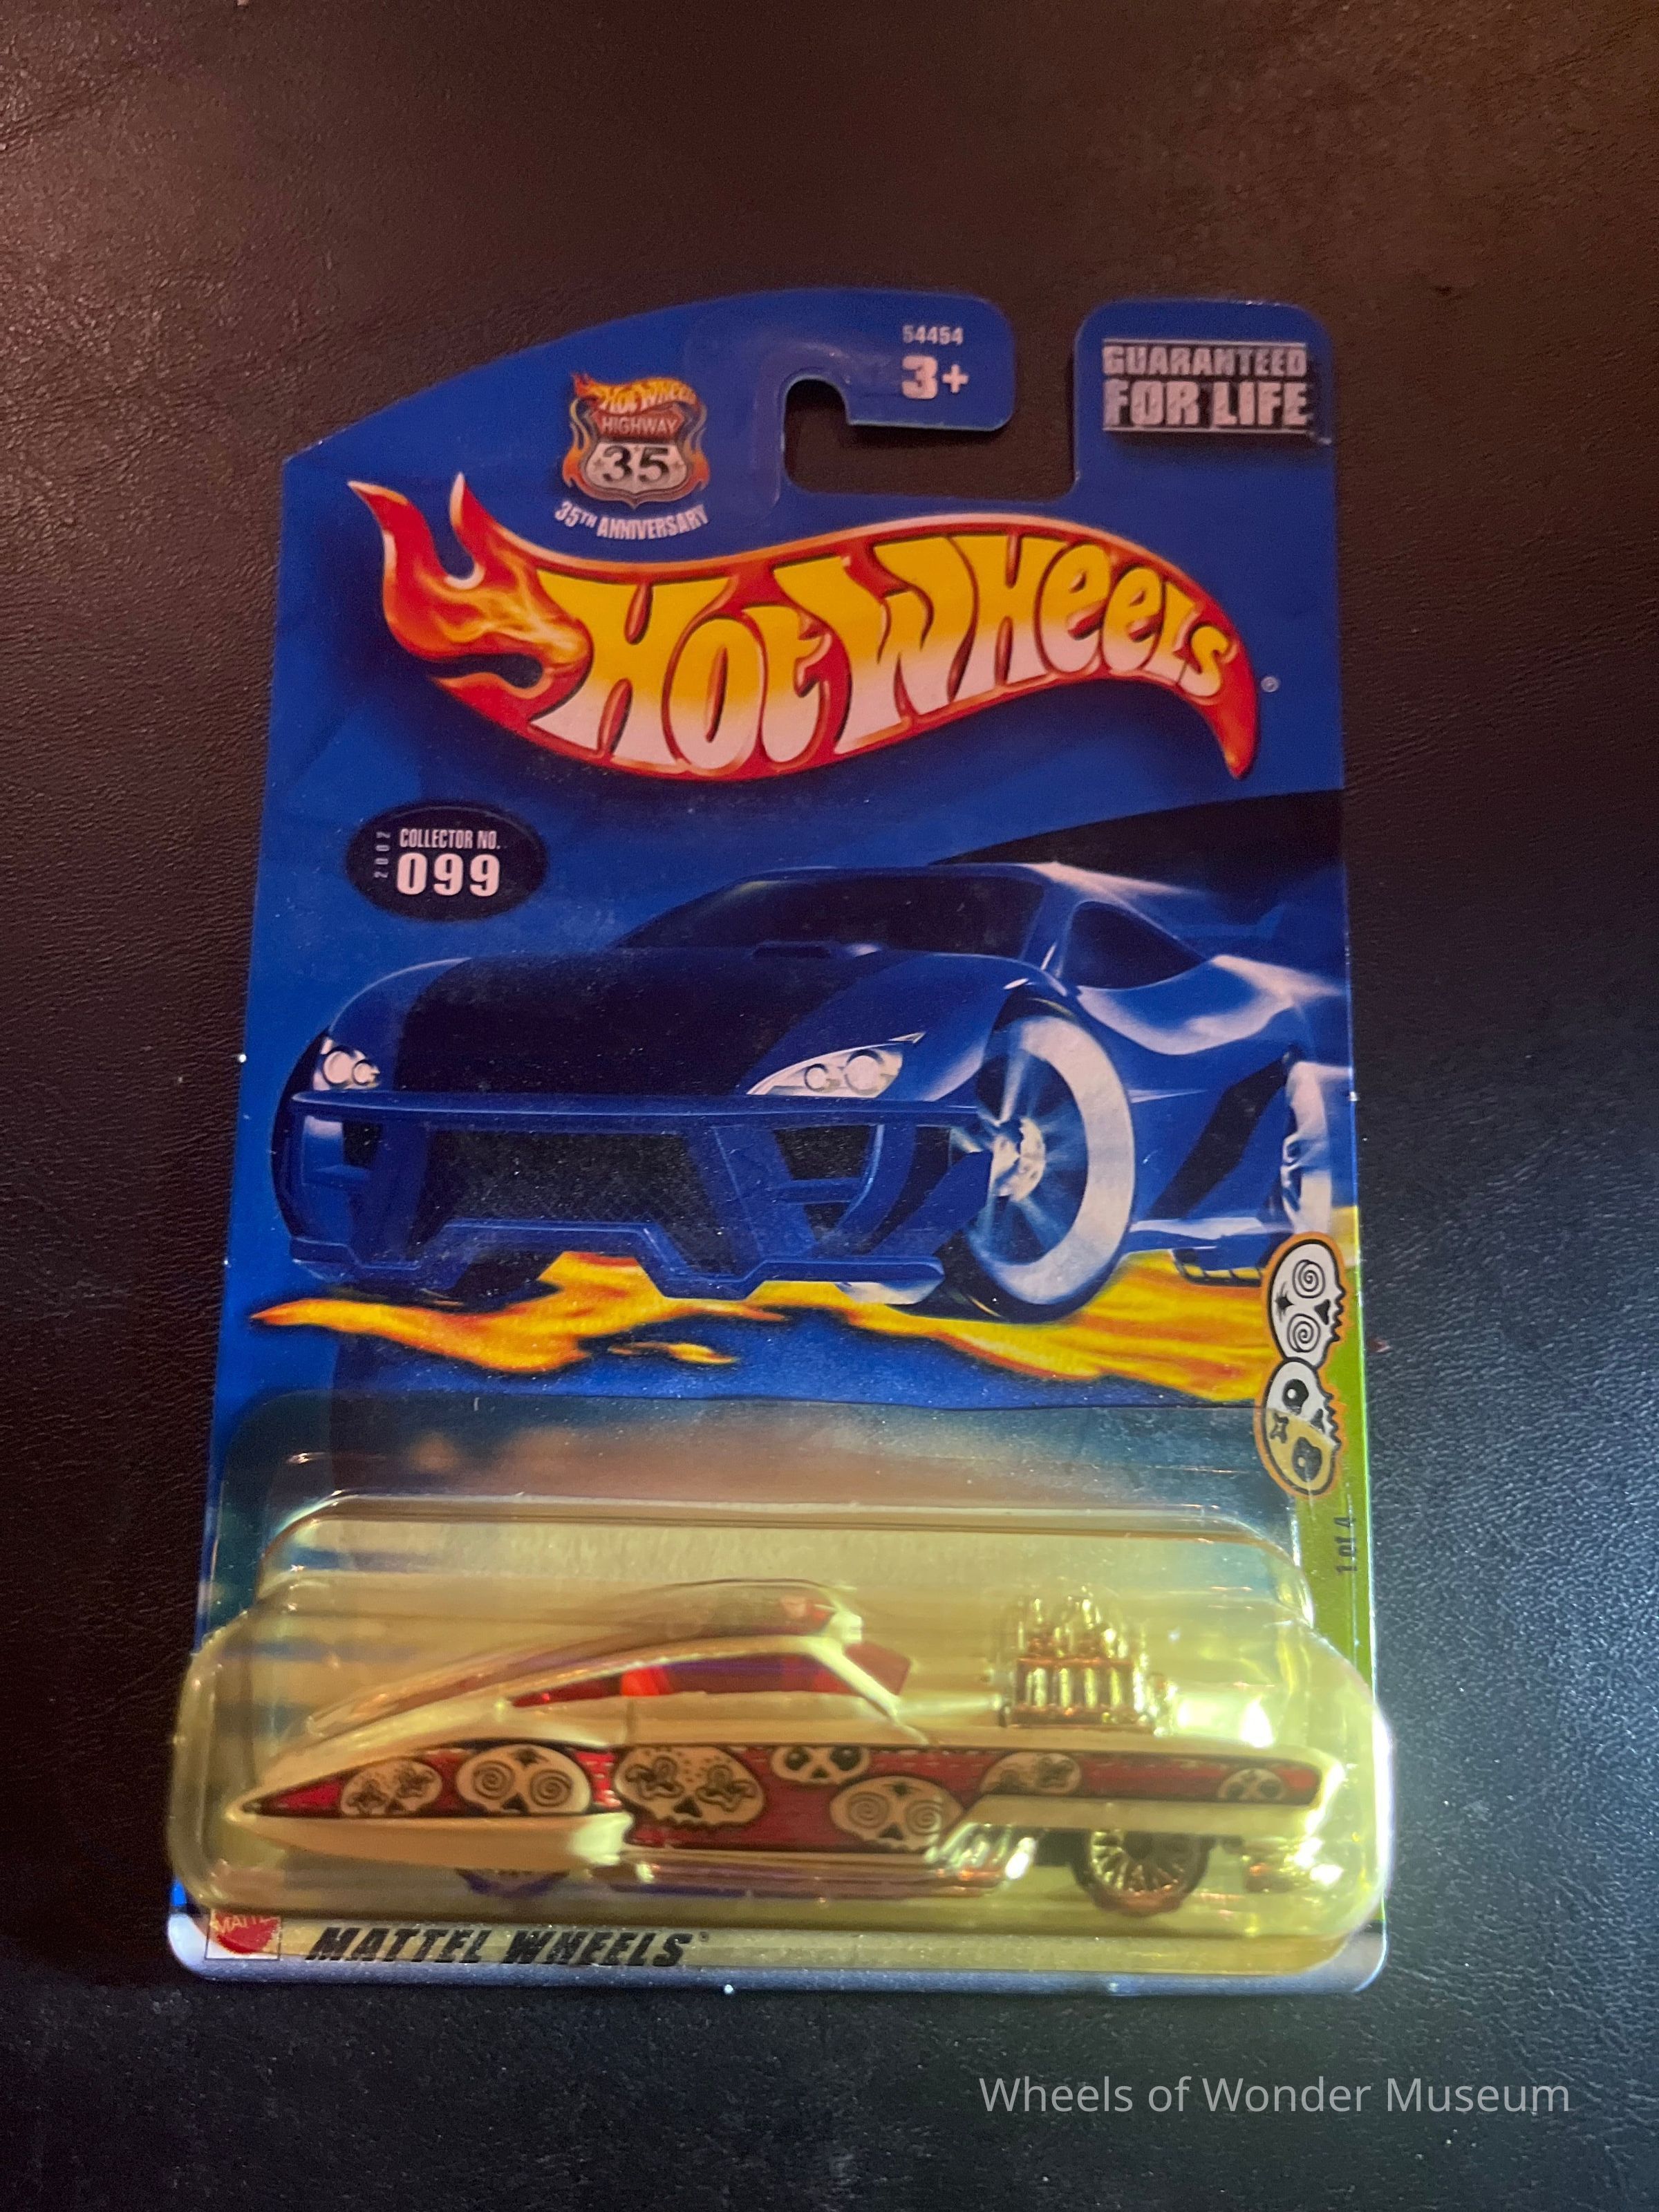 54454
3+
GUARANTEED
FOR LIFE
HOT WHEELS
HIGHWAY
35
35TH ANNIVERSARY
HOT WHEELS®
2002
COLLECTOR NO.
099
1 of 4
MATTEL
MATTEL WHEELS
Wheels of Wonder Museum